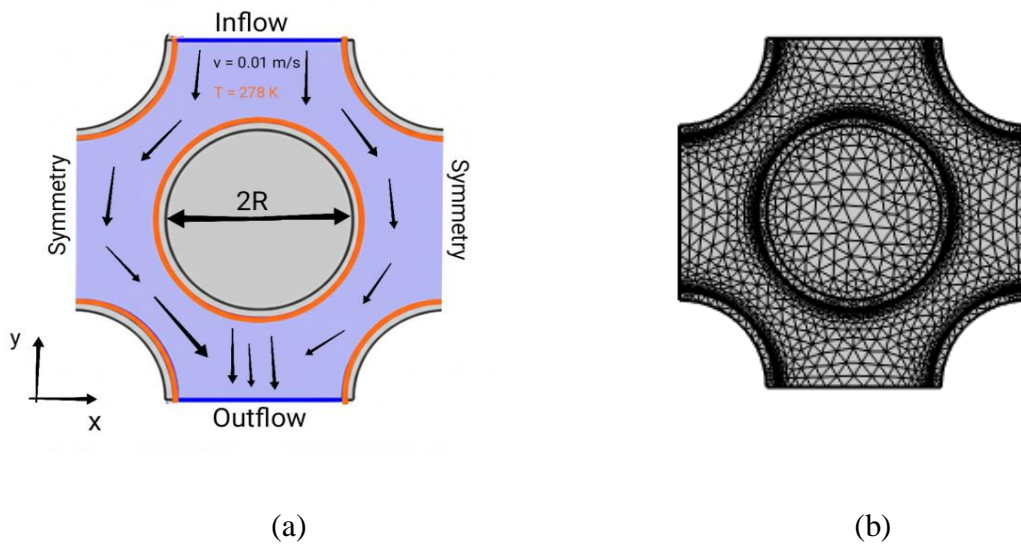 Inflow
v = 0.01 m/s
T = 278 K
Symmetry
2R
Symmetry
y
x
Outflow
(a)
(b)